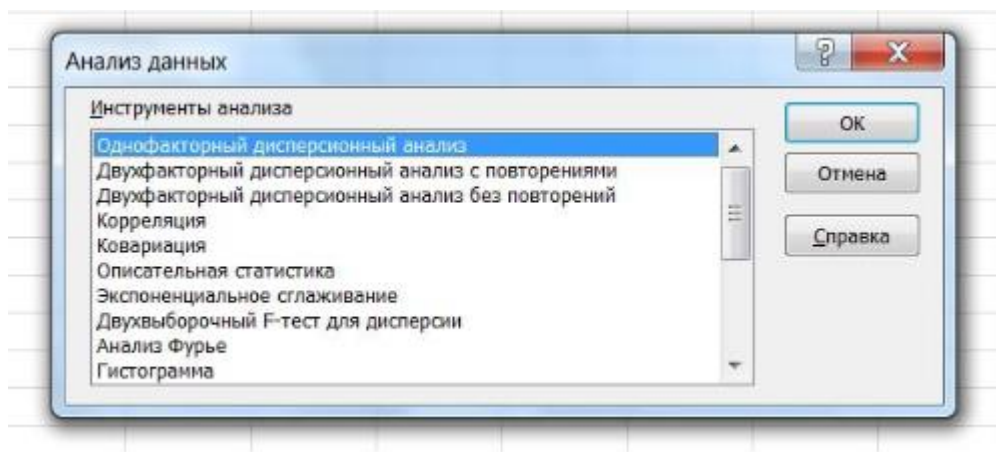 Анализ данных
Инструменты анализа
Однофакторный дисперсионный анализ
Двухфакторный дисперсионный анализ с повторениями
Двухфакторный дисперсионный анализ без повторений
Корреляция
Ковариация
Описательная статистика
Экспоненциальное сглаживание
Двухвыборочный F-тест для дисперсии
Анализ Фурье
Гистограмма
ОК
Отмена
Справка